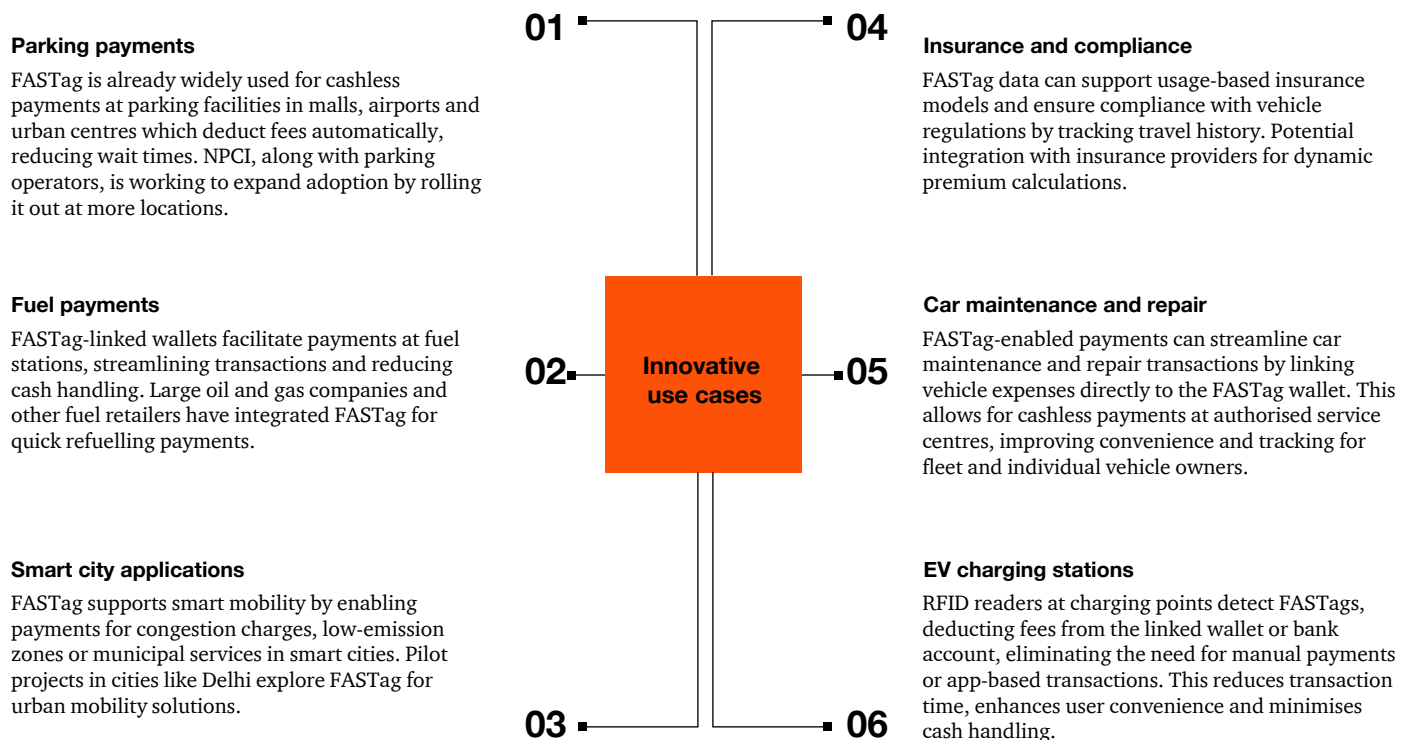 01
Parking payments
FASTag is already widely used for cashless
payments at parking facilities in malls, airports and
urban centres which deduct fees automatically,
reducing wait times. NPCI, along with parking
operators, is working to expand adoption by rolling
it out at more locations.
02
Fuel payments
FASTag-linked wallets facilitate payments at fuel
stations, streamlining transactions and reducing
cash handling. Large oil and gas companies and
other fuel retailers have integrated FASTag for
quick refuelling payments.
03
Smart city applications
FASTag supports smart mobility by enabling
payments for congestion charges, low-emission
zones or municipal services in smart cities. Pilot
projects in cities like Delhi explore FASTag for
urban mobility solutions.
Innovative
use cases
04
Insurance and compliance
FASTag data can support usage-based insurance
models and ensure compliance with vehicle
regulations by tracking travel history. Potential
integration with insurance providers for dynamic
premium calculations.
05
Car maintenance and repair
FASTag-enabled payments can streamline car
maintenance and repair transactions by linking
vehicle expenses directly to the FASTag wallet. This
allows for cashless payments at authorised service
centres, improving convenience and tracking for
fleet and individual vehicle owners.
06
EV charging stations
RFID readers at charging points detect FASTags,
deducting fees from the linked wallet or bank
account, eliminating the need for manual payments
or app-based transactions. This reduces transaction
time, enhances user convenience and minimises
cash handling.